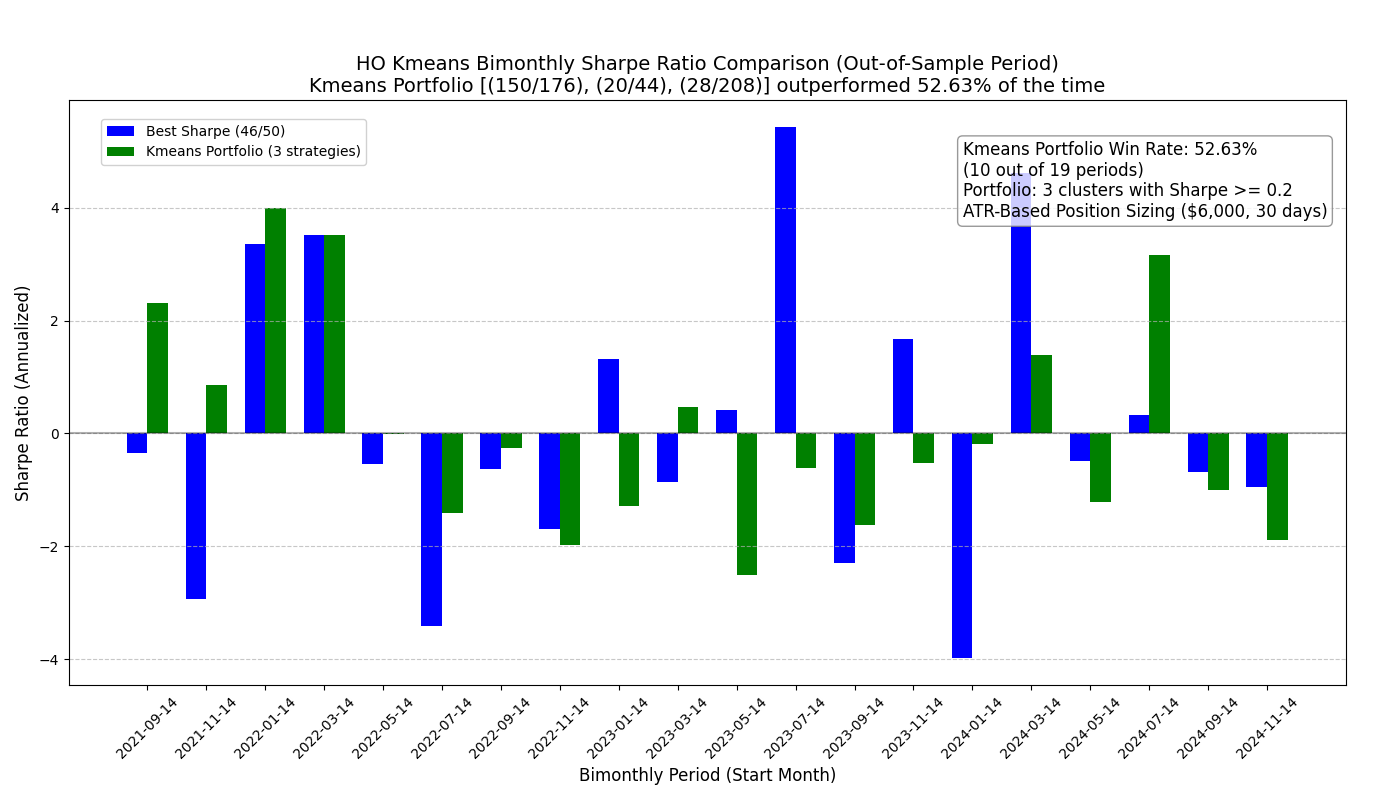 HO Kmeans Bimonthly Sharpe Ratio Comparison (Out-of-Sample Period)
Kmeans Portfolio [(150/176), (20/44), (28/208)] outperformed 52.63% of the time
Best Sharpe (46/50)
Kmeans Portfolio (3 strategies)
Kmeans Portfolio Win Rate: 52.63%
(10 out of 19 periods)
Portfolio: 3 clusters with Sharpe >= 0.2
ATR-Based Position Sizing ($6,000, 30 days)
Sharpe Ratio (Annualized)
4
2
0
−2
−4
2021-09-14
2021-11-14
2022-01-14
2022-03-14
2022-05-14
2022-07-14
2022-09-14
2022-11-14
2023-01-14
2023-03-14
2023-05-14
2023-07-14
2023-09-14
2023-11-14
2024-01-14
2024-03-14
2024-05-14
2024-07-14
2024-09-14
2024-11-14
Bimonthly Period (Start Month)